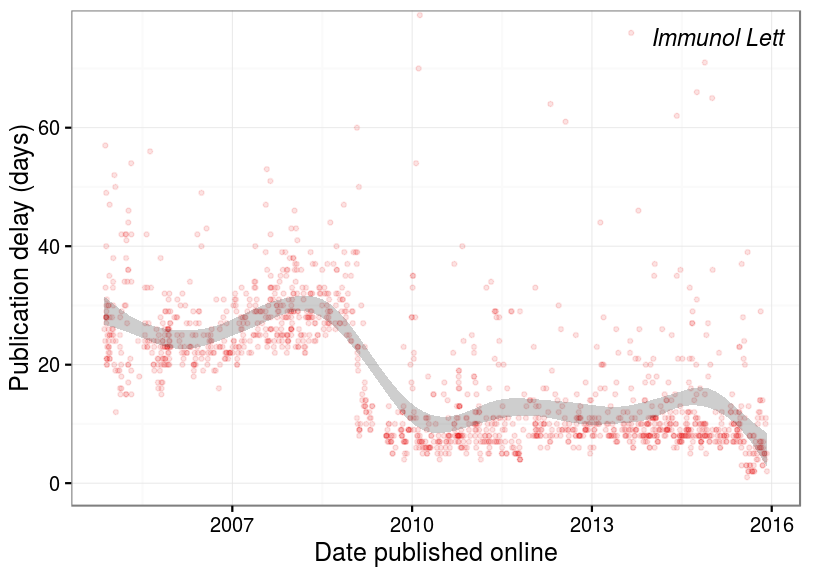 Immunol Lett
Publication delay (days)
60
40
20
0
2007 2010 2013 2016
Date published online